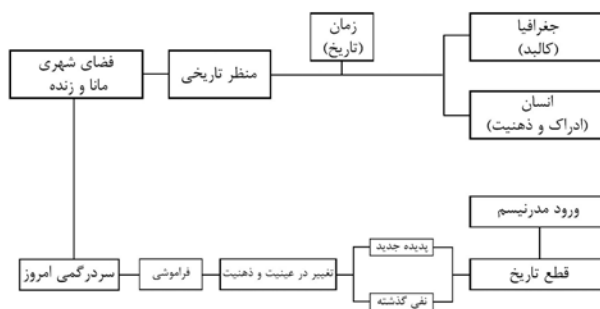 جغرافیا
(کالبد)
زمان
(تاریخ)
منظر تاریخی
فضای شهری
مانا و زنده
انسان
(ادراک و ذهنیت)
ورود مدرنیسم
قطع تاریخ
پدیده جدید
نفی گذشته
تغییر در عینیت و ذهنیت
فراموشی
سردرگمی امروز